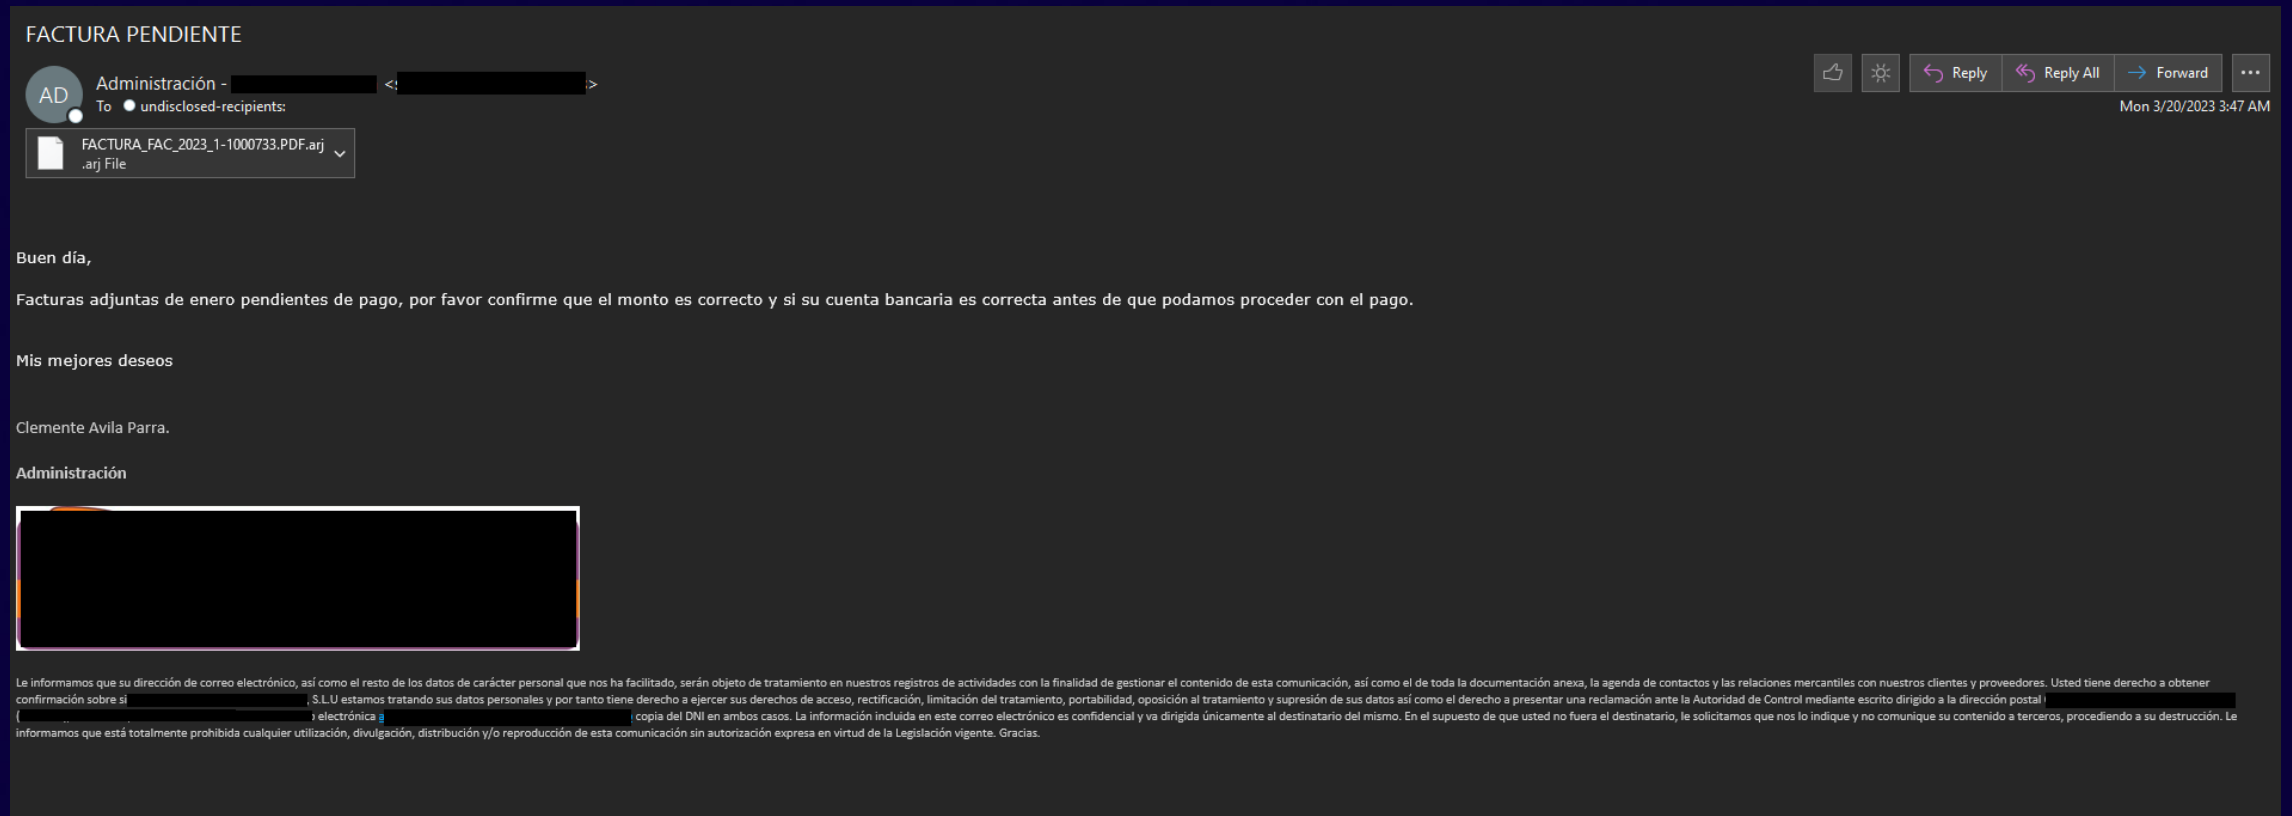 FACTURA PENDIENTE
AD
Administración - < >
To undisclosed-recipients:
Reply Reply All Forward ...
Mon 3/20/2023 3:47 AM
FACTURA_FAC_2023_1-1000733.PDF.arj
.arj File
Buen día,
Facturas adjuntas de enero pendientes de pago, por favor confirme que el monto es correcto y si su cuenta bancaria es correcta antes de que podamos proceder con el pago.
Mis mejores deseos
Clemente Avila Parra.
Administración
Le informamos que su dirección de correo electrónico, así como el resto de los datos de carácter personal que nos ha facilitado, serán objeto de tratamiento en nuestros registros de actividades con la finalidad de gestionar el contenido de esta comunicación, así como el de toda la documentación anexa, la agenda de contactos y las relaciones mercantiles con nuestros clientes y proveedores. Usted tiene derecho a obtener
confirmación sobre si , S.L.U estamos tratando sus datos personales y por tanto tiene derecho a ejercer sus derechos de acceso, rectificación, limitación del tratamiento, portabilidad, oposición al tratamiento y supresión de sus datos así como el derecho a presentar una reclamación ante la Autoridad de Control mediante escrito dirigido a la dirección postal
( o electrónica a copia del DNI en ambos casos. La información incluida en este correo electrónico es confidencial y va dirigida únicamente al destinatario del mismo. En el supuesto de que usted no fuera el destinatario, le solicitamos que nos lo indique y no comunique su contenido a terceros, procediendo a su destrucción. Le
informamos que está totalmente prohibida cualquier utilización, divulgación, distribución y/o reproducción de esta comunicación sin autorización expresa en virtud de la Legislación vigente. Gracias.